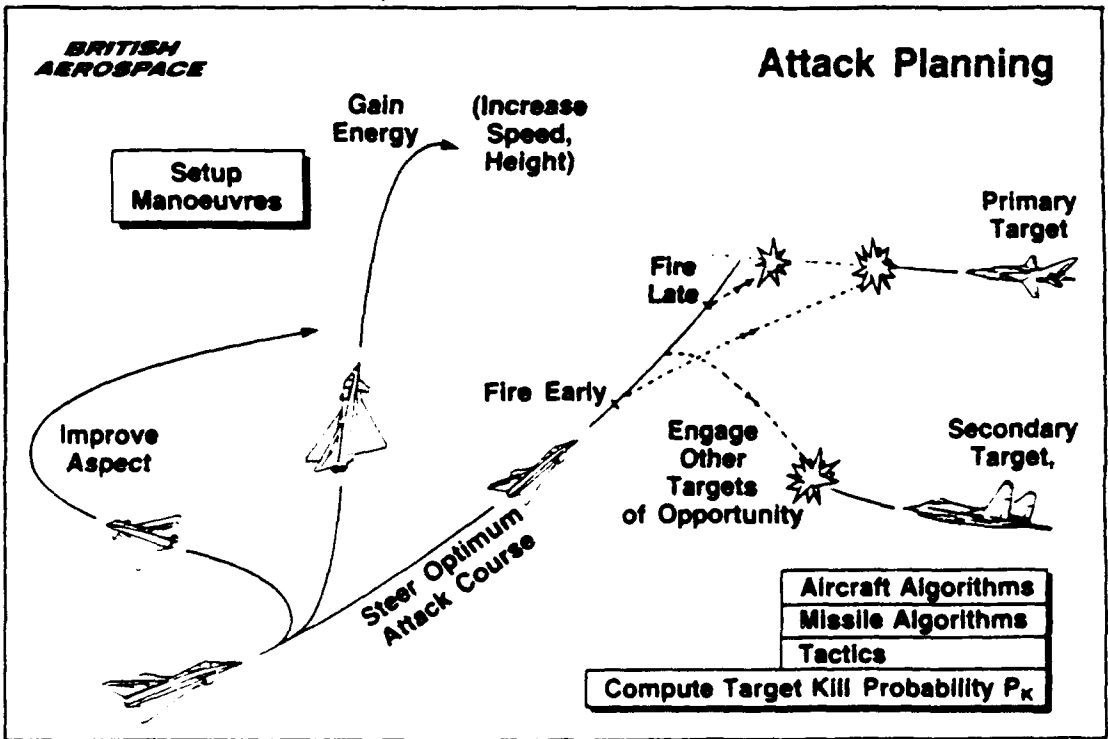 BRITISH
AEROSPACE
Attack Planning
Gain
Energy
(Increase
Speed,
Height)
Setup
Manoeuvres
Primary
Target
Fire
Late
Fire Early
Improve
Aspect
Engage
Other
Targets
of Opportunity
Secondary
Target,
Steer Optimum
Attack Course
Aircraft Algorithms
Missile Algorithms
Tactics
Compute Target Kill Probability PK